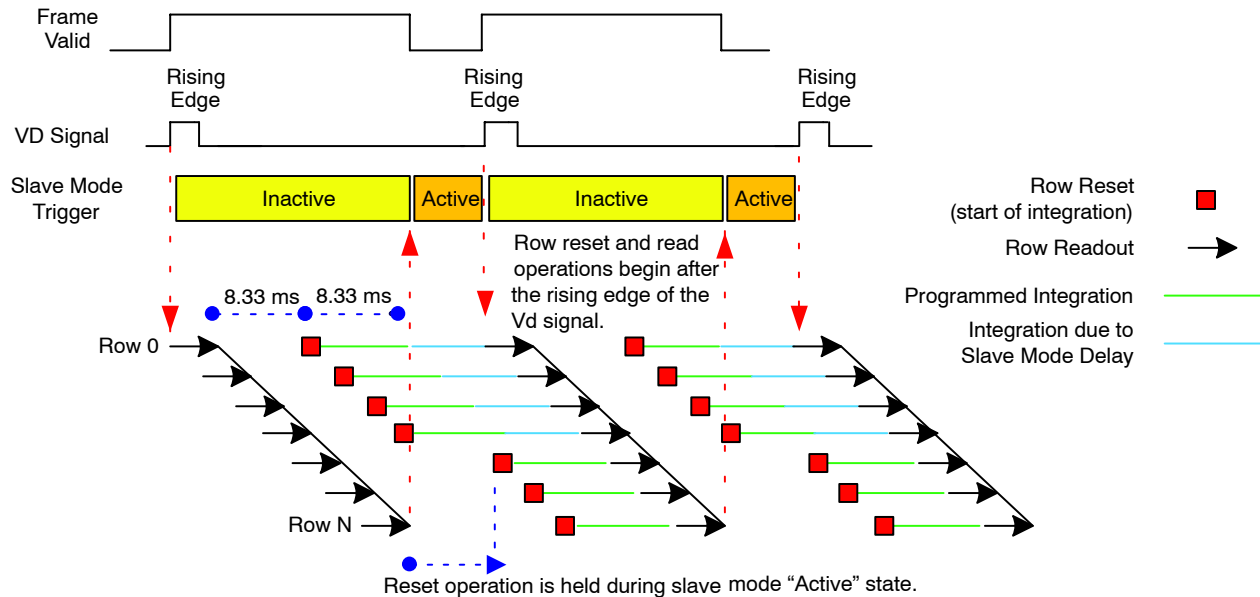 Frame
Valid
Rising
Edge
Rising
Edge
Rising
Edge
VD Signal
Slave Mode
Trigger
Inactive
Active
Inactive
Active
Row Reset
(start of integration)
Row Readout
Programmed Integration
Integration due to
Slave Mode Delay
Row reset and read
operations begin after
the rising edge of the
Vd signal.
8.33 ms
8.33 ms
Row 0
Row N
Reset operation is held during slave mode “Active” state.